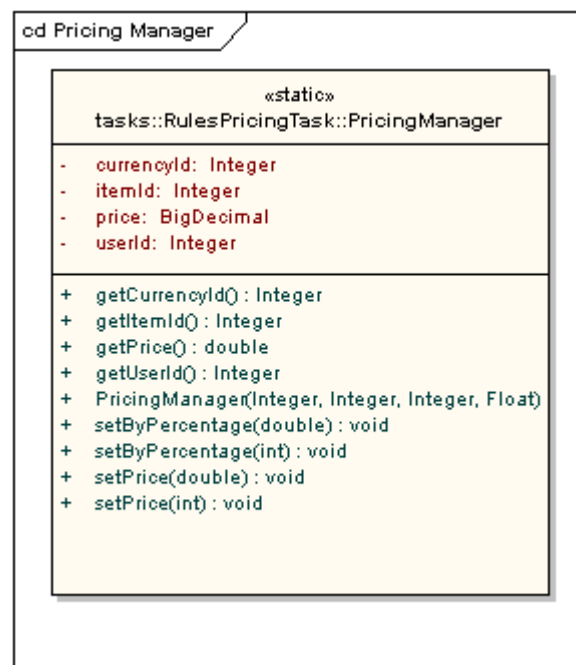 cd Pricing Manager
«static»
tasks::RulesPricingTask::PricingManager
- currencyId: Integer
- itemId: Integer
- price: BigDecimal
- userId: Integer
+ getCurrencyId() : Integer
+ getItemId() : Integer
+ getPrice() : double
+ getUserId() : Integer
+ PricingManager(Integer, Integer, Integer, Float)
+ setByPercentage(double) : void
+ setByPercentage(int) : void
+ setPrice(double) : void
+ setPrice(int) : void